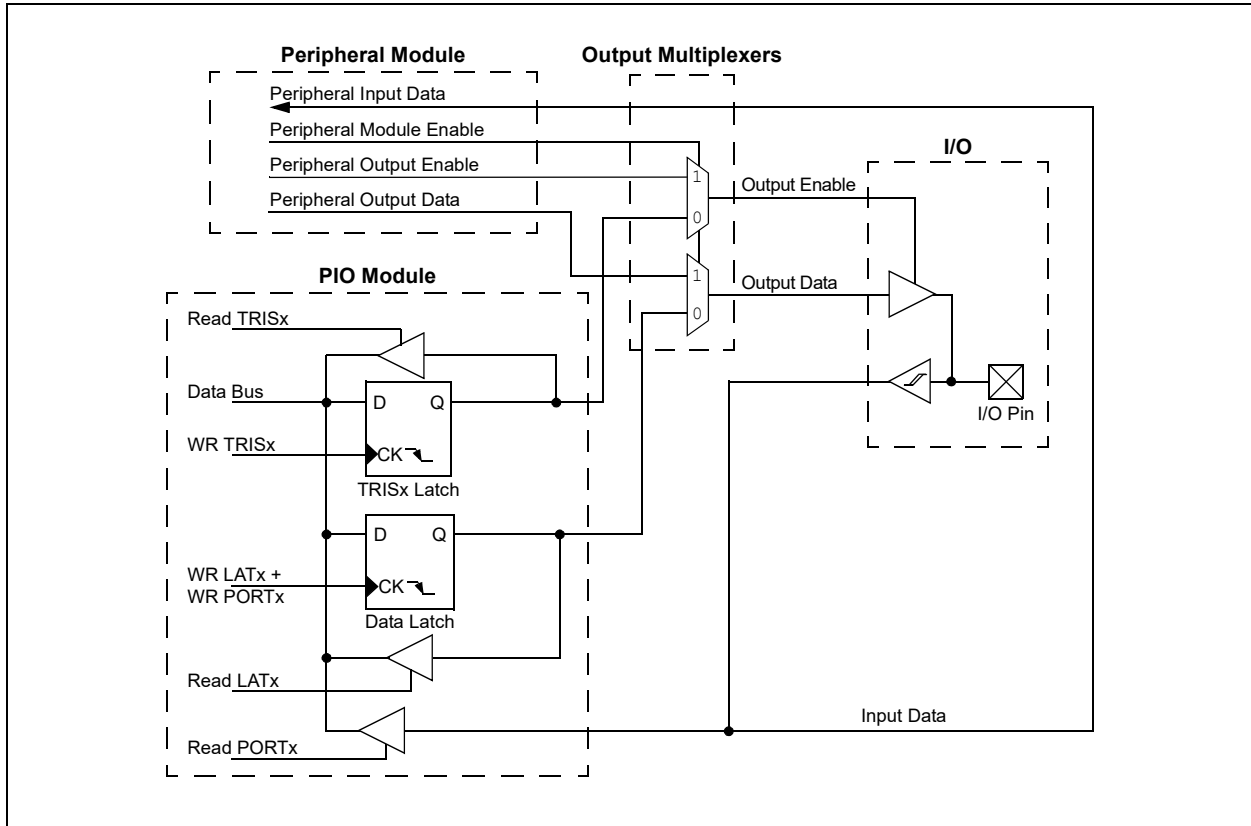 Peripheral Module
Output Multiplexers
Peripheral Input Data
Peripheral Module Enable
I/O
Peripheral Output Enable
1
Output Enable
Peripheral Output Data
0
PIO Module
1
Output Data
0
Read TRISx
Data Bus
D
Q
I/O Pin
WR TRISx
CK
TRISx Latch
D
Q
WR LATx +
WR PORTx
CK
Data Latch
Read LATx
Input Data
Read PORTx